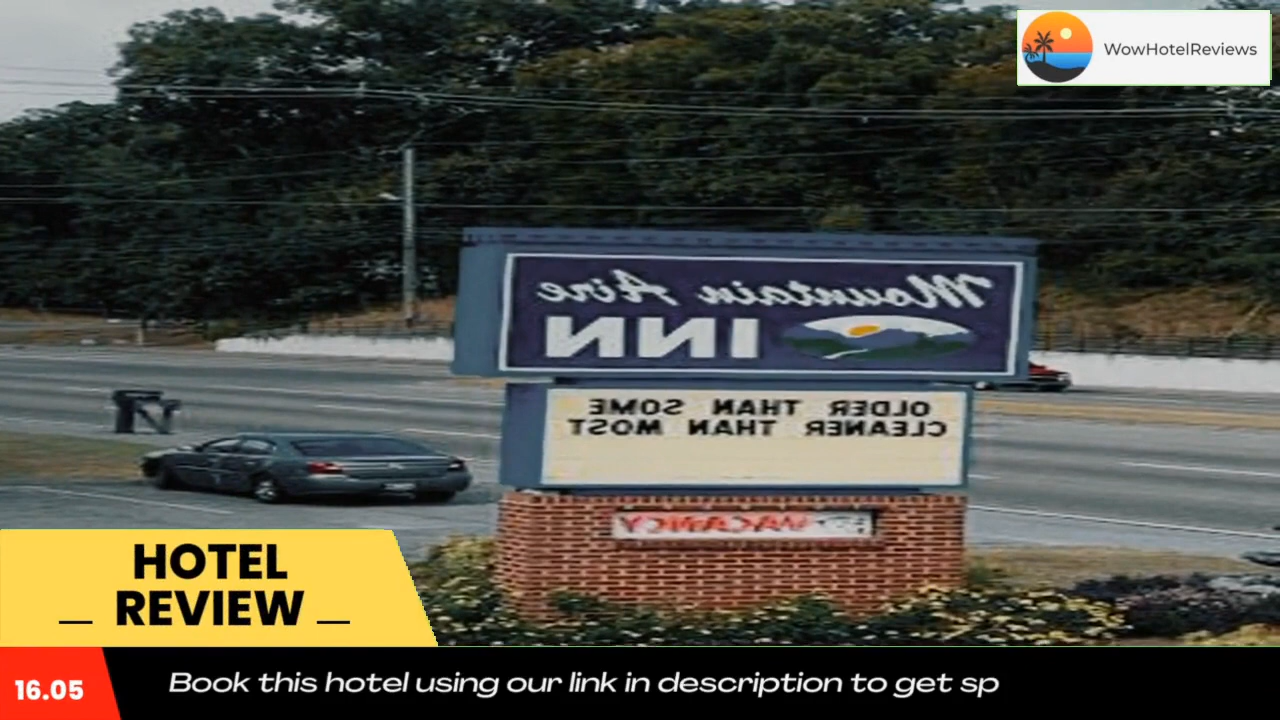 WowHotelReviews
Mountain Aire
INN
OLDER THAN SOME
CLEANER THAN MOST
VACANCY
HOTEL
REVIEW
16.05
Book this hotel using our link in description to get sp